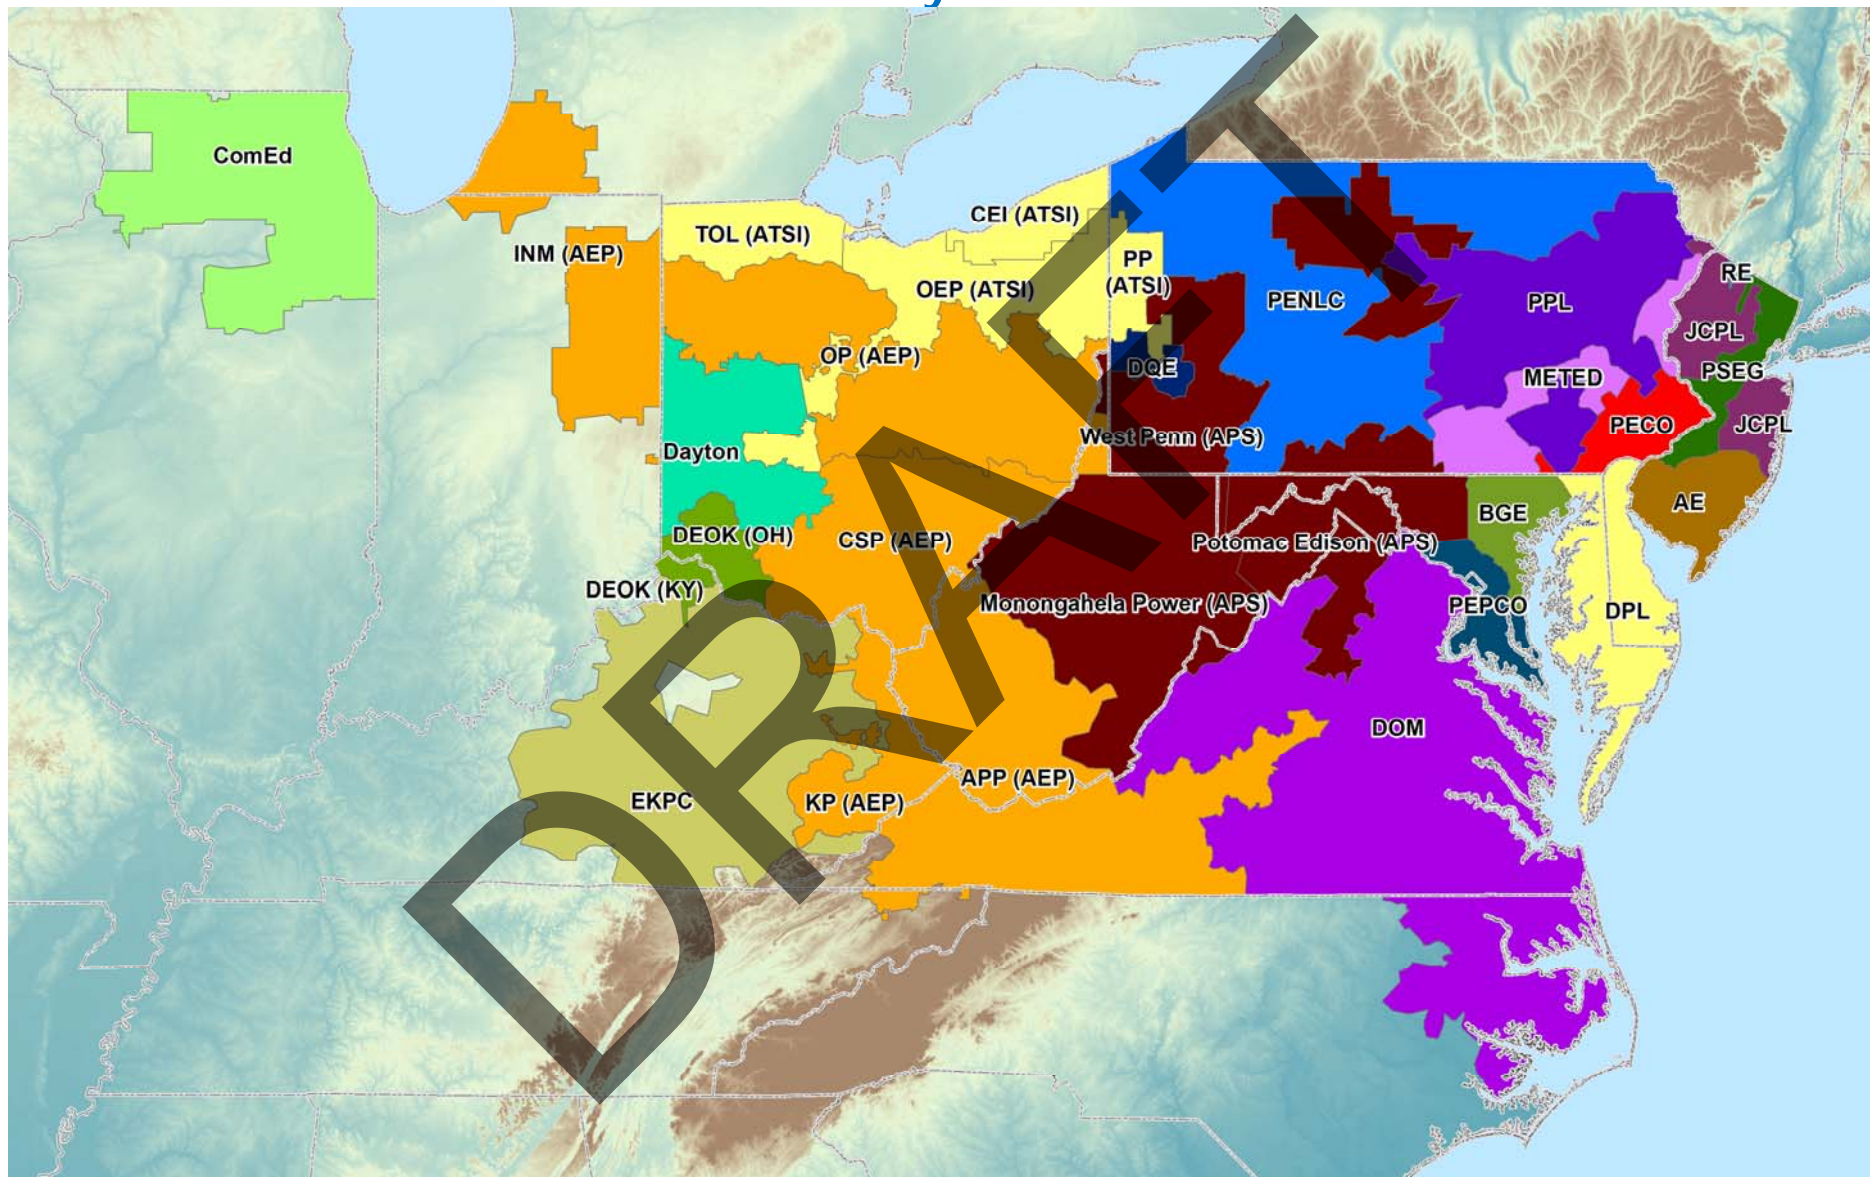 ComEd
INM (AEP)
TOL (ATSI)
CEI (ATSI)
OEP (ATSI)
PP
(ATSI)
OP (AEP)
DQE
PENLC
PPL
RE
JCPL
PSEG
METED
PECO
JCPL
West Penn (APS)
Dayton
AE
BGE
DEOK (OH)
CSP (AEP)
Potomac Edison (APS)
DEOK (KY)
Monongahela Power (APS)
PEPCO
DPL
DOM
APP (AEP)
EKPC
KP (AEP)
DRAFT